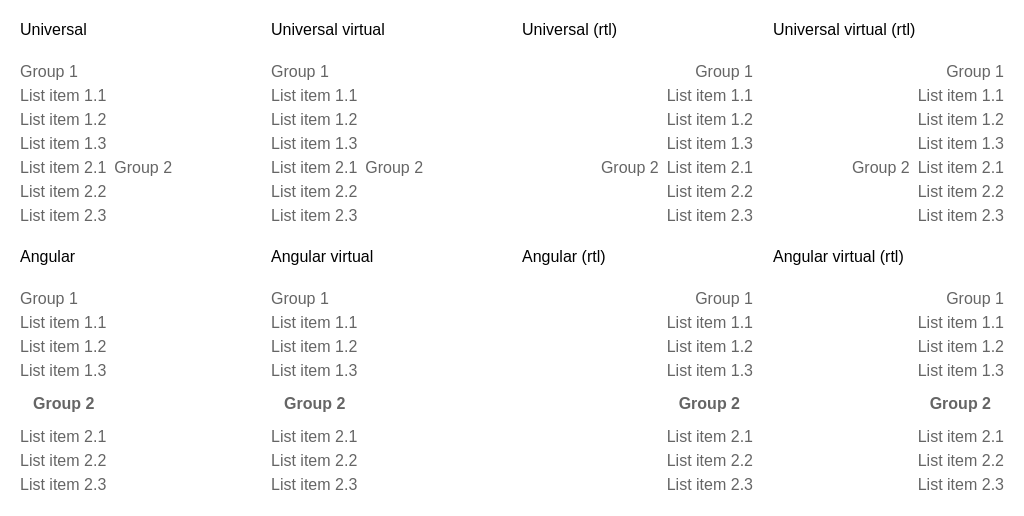 Universal
Group 1
List item 1.1
List item 1.2
List item 1.3
List item 2.1 Group 2
List item 2.2
List item 2.3
Universal virtual
Group 1
List item 1.1
List item 1.2
List item 1.3
List item 2.1 Group 2
List item 2.2
List item 2.3
Universal (rtl)
Group 1
List item 1.1
List item 1.2
List item 1.3
Group 2 List item 2.1
List item 2.2
List item 2.3
Universal virtual (rtl)
Group 1
List item 1.1
List item 1.2
List item 1.3
Group 2 List item 2.1
List item 2.2
List item 2.3
Angular
Group 1
List item 1.1
List item 1.2
List item 1.3
Group 2
List item 2.1
List item 2.2
List item 2.3
Angular virtual
Group 1
List item 1.1
List item 1.2
List item 1.3
Group 2
List item 2.1
List item 2.2
List item 2.3
Angular (rtl)
Group 1
List item 1.1
List item 1.2
List item 1.3
Group 2
List item 2.1
List item 2.2
List item 2.3
Angular virtual (rtl)
Group 1
List item 1.1
List item 1.2
List item 1.3
Group 2
List item 2.1
List item 2.2
List item 2.3